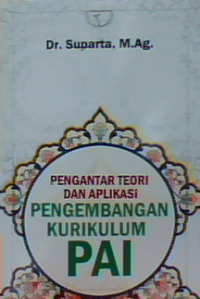 Dr. Suparta, M.Ag.
PENGANTAR TEORI
DAN APLIKASI
PENGEMBANGAN
KURIKULUM
PAI